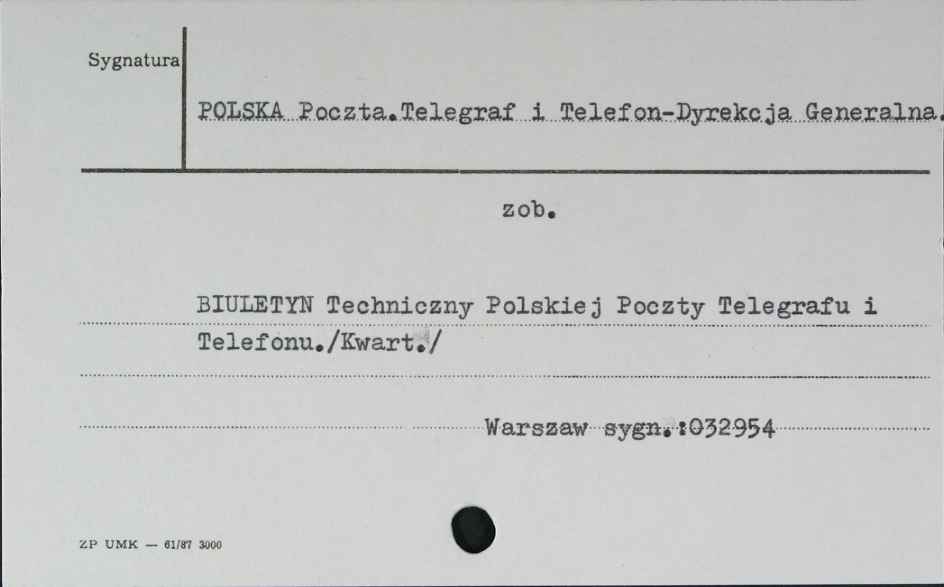 Sygnatura
POLSKA Poczta.Telegraf i Telefon-Dyrekcja Generalna.
zob.
BIULETYN Techniczny Polskiej Poczty Telegrafu i
Telefonu./Kwart./
Warszaw sygn.:032954
ZP UMK — 61/87 3000